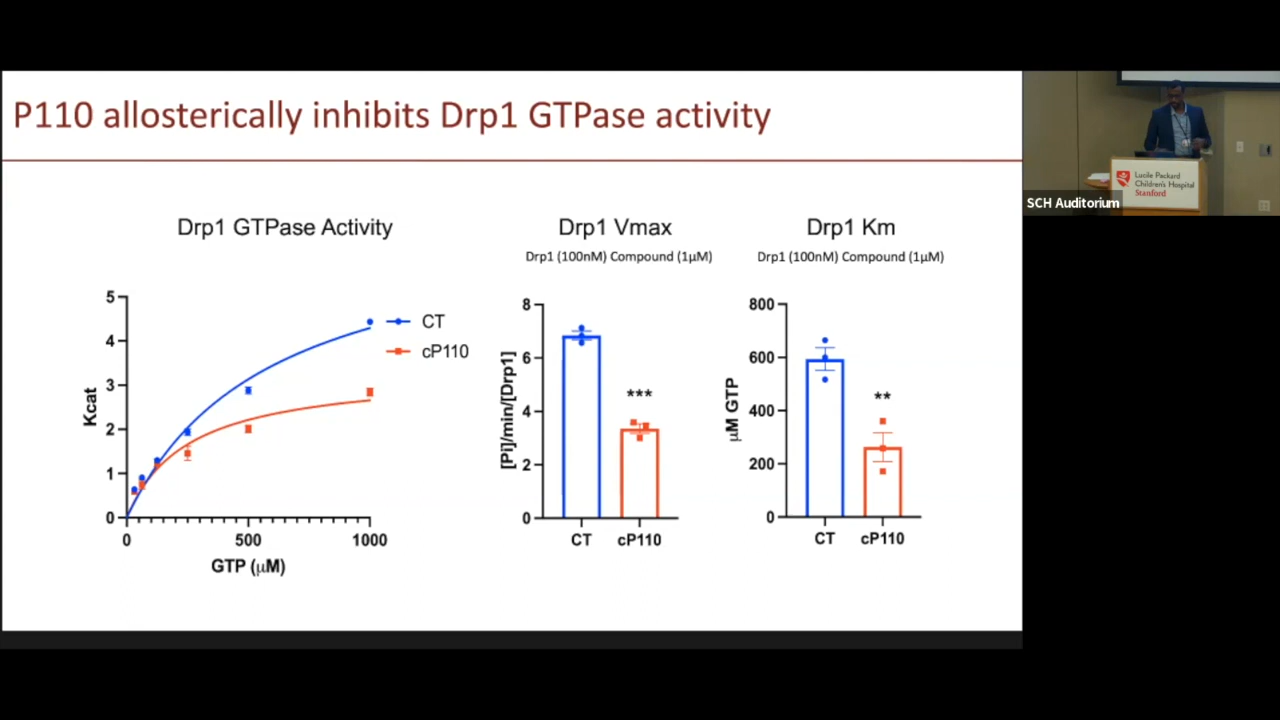 P110 allosterically inhibits Drp1 GTPase activity
Drp1 GTPase Activity
5
4
3
2
1
0
Kcat
0 500 1000
GTP (μM)
CT
cP110
Drp1 Vmax
Drp1 (100nM) Compound (1μM)
8
6
4
2
0
[Pi]/min/[Drp1]
***
CT cP110
Drp1 Km
Drp1 (100nM) Compound (1μM)
800
600
400
200
0
μM GTP
**
CT cP110
Lucile Packard
Children's Hospital
Stanford
SCH Auditorium